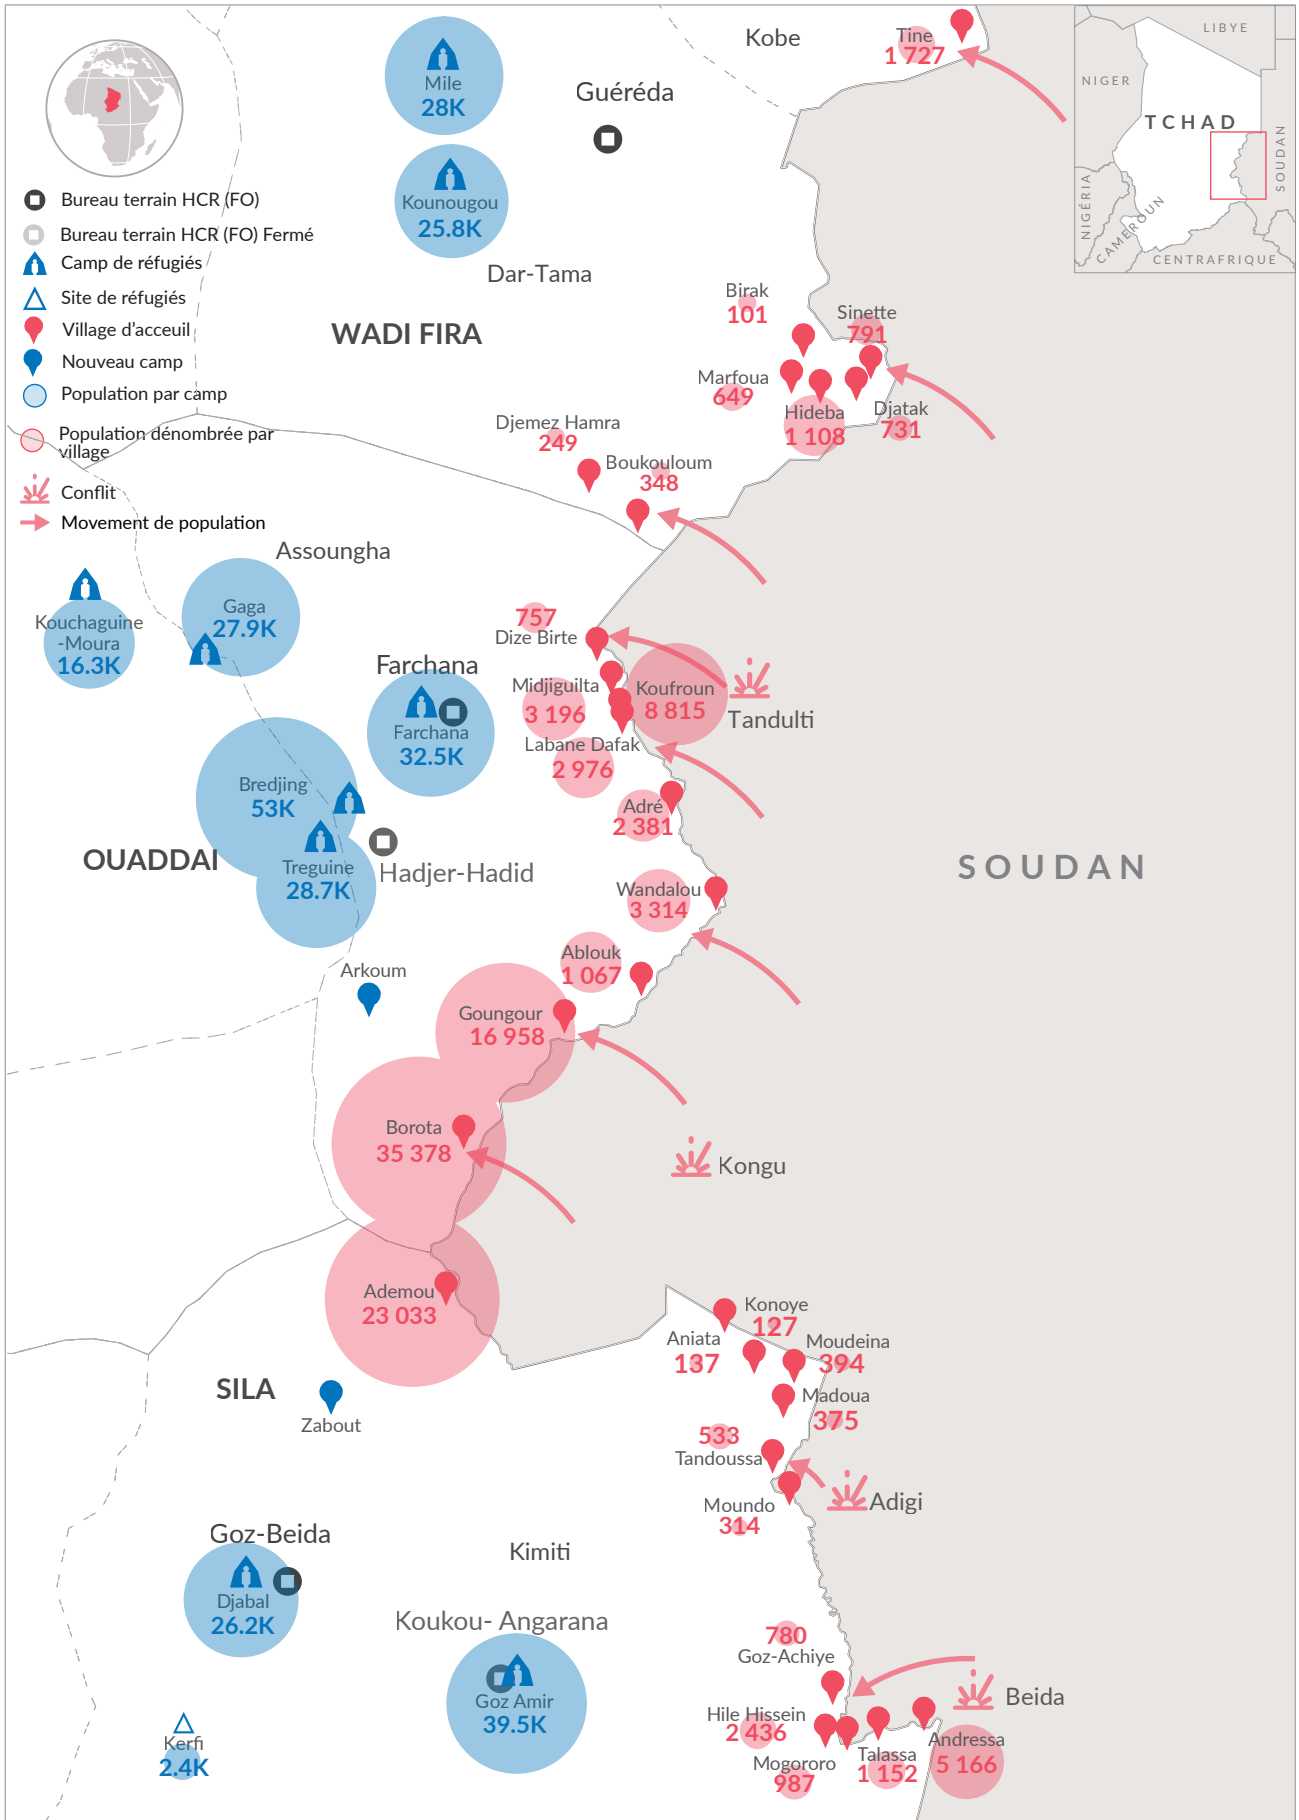 Kobe
Tine
1 727
LIBYE
NIGER
TCHAD
SOUDAN
NIGÉRIA
CAMEROUN
CENTRAFRIQUE
Mile
28K
Guéréda
Kounougou
25.8K
Dar-Tama
WADI FIRA
Bureau terrain HCR (FO)
Bureau terrain HCR (FO) Fermé
Camp de réfugiés
Site de réfugiés
Village d'acceuil
Nouveau camp
Population par camp
Population dénombrée par
village
Conflit
Movement de population
Birak
101
Sinette
791
Marfoua
649
Hideba
1 108
Djatak
731
Djemez Hamra
249
Boukouloum
348
Assoungha
Kouchaguine
-Moura
16.3K
Gaga
27.9K
757
Dize Birte
Farchana
Farchana
32.5K
Midjiguilta
3 196
Koufroun
8 815
Tandulti
Labane Dafak
2 976
Bredjing
53K
Adré
2 381
OUADDAI
Treguine
28.7K
Hadjer-Hadid
SOUDAN
Wandalou
3 314
Ablouk
1 067
Arkoum
Goungour
16 958
Borota
35 378
Kongu
Ademou
23 033
Konoye
127
Aniata
137
Moudeina
394
SILA
Madoua
375
Zabout
533
Tandoussa
Adigi
Moundo
314
Goz-Beida
Kimiti
Djabal
26.2K
Koukou- Angarana
780
Goz-Achiye
Goz Amir
39.5K
Beida
Hile Hissein
2 436
Kerfi
2.4K
Mogororo
987
Talassa
1 152
Andressa
5 166